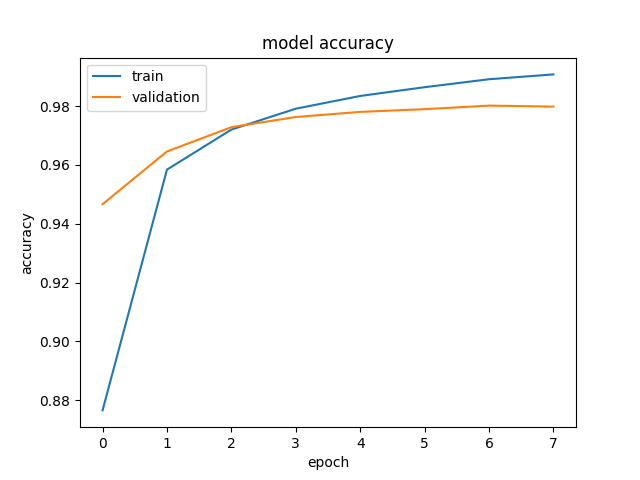 model accuracy
train
validation
0.98
0.96
0.94
0.92
0.90
0.88
accuracy
0 1 2 3 4 5 6 7
epoch